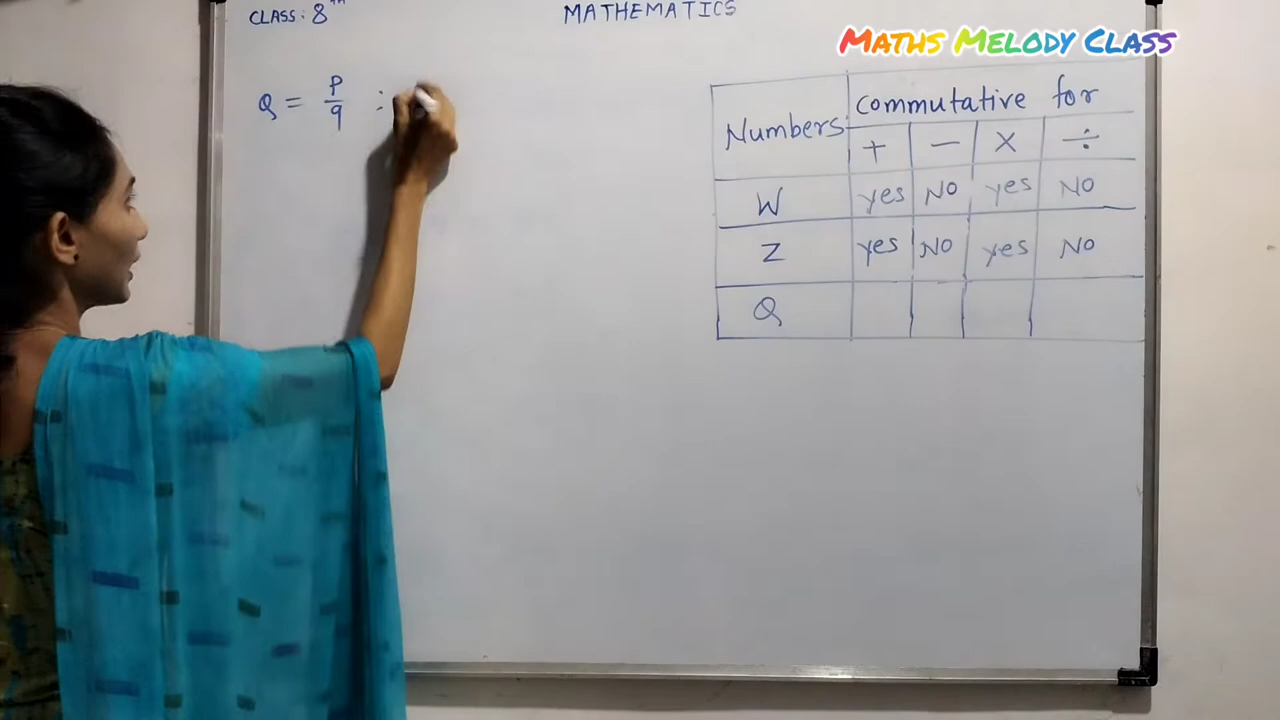 CLASS: 8th
MATHEMATICS
MATHS MELODY CLASS
Q = p/q :
Numbers
Commutative for
+ − × ÷
W yes NO yes NO
Z yes NO yes NO
Q